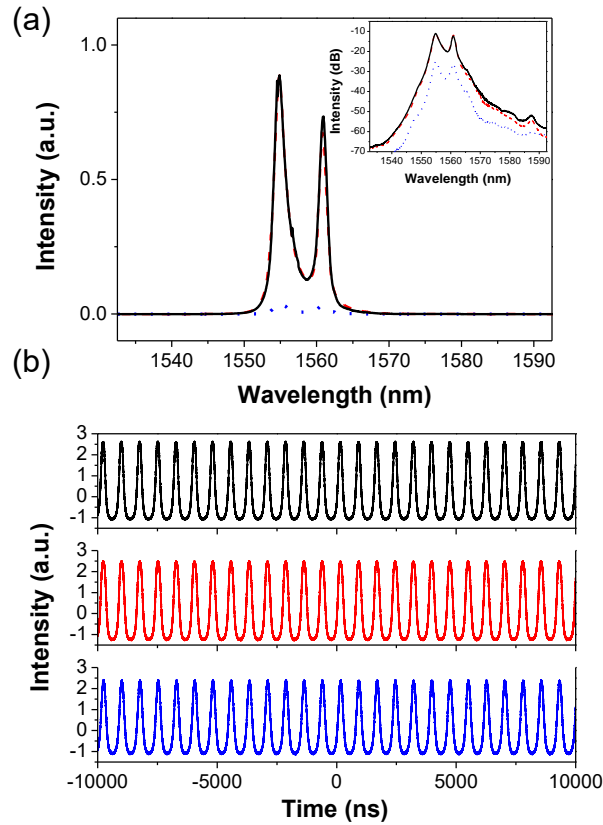 (a)
1.0
0.5
0.0
Intensity (a.u.)
1540 1550 1560 1570 1580 1590
Wavelength (nm)
-10
-20
-30
-40
-50
-60
-70
Intensity (dB)
1540 1550 1560 1570 1580 1590
Wavelength (nm)
(b)
3
2
1
0
-1
3
2
1
0
-1
3
2
1
0
-1
Intensity (a.u.)
-10000 -5000 0 5000 10000
Time (ns)